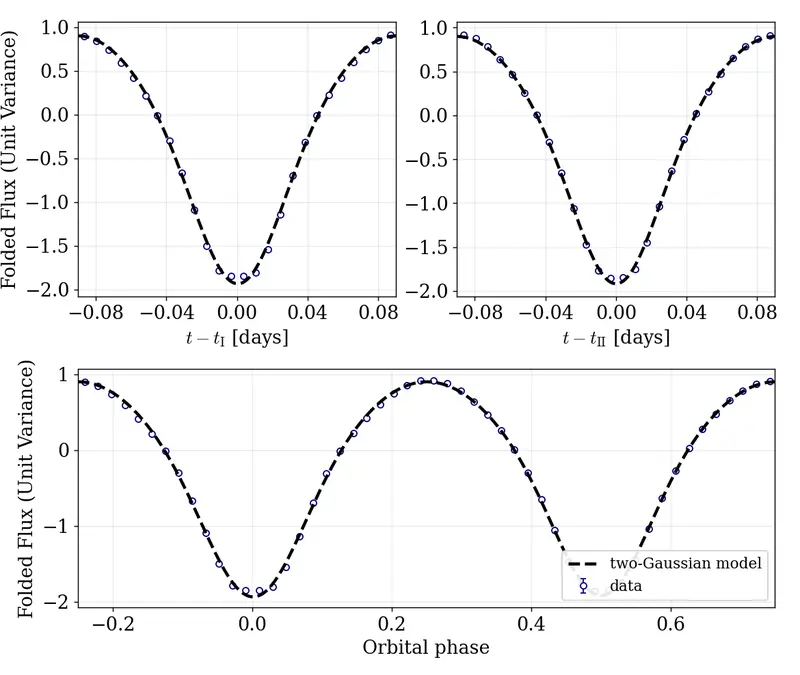 Folded Flux (Unit Variance)
1.0
0.5
0.0
−0.5
−1.0
−1.5
−2.0
−0.08 −0.04 0.00 0.04 0.08
t − t_I [days]
1.0
0.5
0.0
−0.5
−1.0
−1.5
−2.0
−0.08 −0.04 0.00 0.04 0.08
t − t_II [days]
Folded Flux (Unit Variance)
1
0
−1
−2
−0.2 0.0 0.2 0.4 0.6
Orbital phase
two-Gaussian model
data